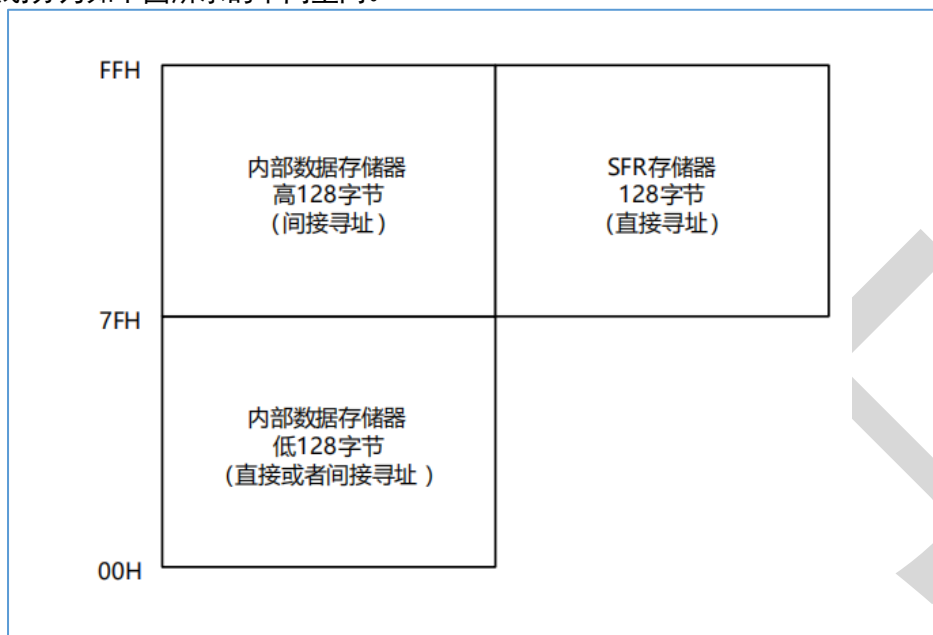 FFH
内部数据存储器
高128字节
（间接寻址）
SFR存储器
128字节
（直接寻址）
7FH
内部数据存储器
低128字节
（直接或者间接寻址 ）
00H